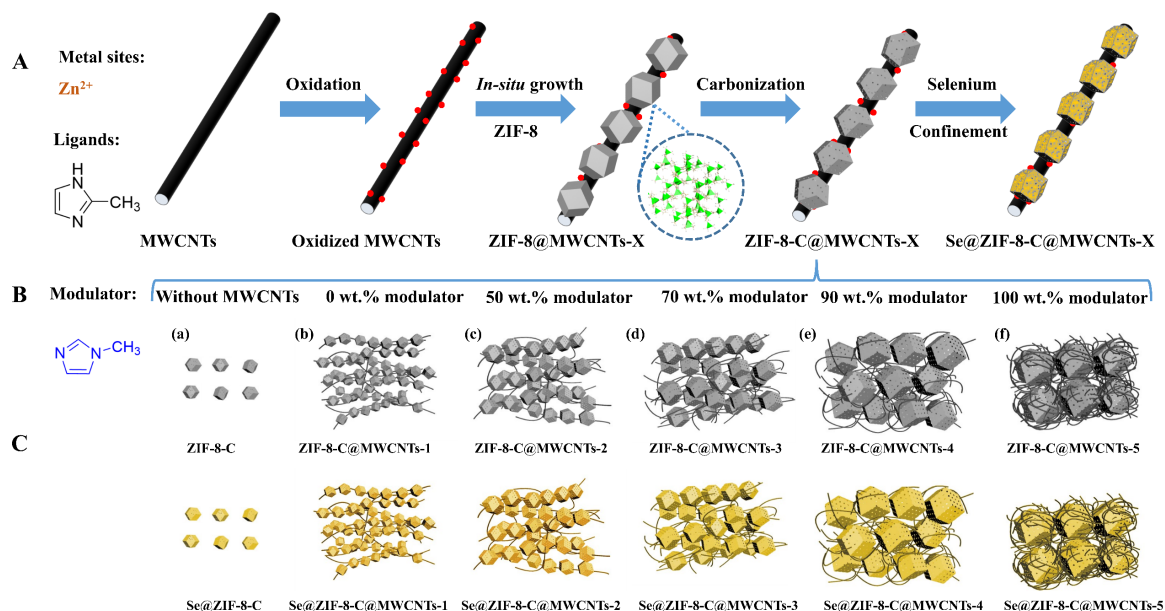 A
Metal sites:
Zn²⁺
Ligands:
H
N
N
CH₃
MWCNTs
Oxidation
Oxidized MWCNTs
In-situ growth
ZIF-8
ZIF-8@MWCNTs-X
Carbonization
ZIF-8-C@MWCNTs-X
Selenium
Confinement
Se@ZIF-8-C@MWCNTs-X
B
Modulator:
Without MWCNTs
0 wt.% modulator
50 wt.% modulator
70 wt.% modulator
90 wt.% modulator
100 wt.% modulator
N
N
CH₃
(a)
(b)
(c)
(d)
(e)
(f)
C
ZIF-8-C
ZIF-8-C@MWCNTs-1
ZIF-8-C@MWCNTs-2
ZIF-8-C@MWCNTs-3
ZIF-8-C@MWCNTs-4
ZIF-8-C@MWCNTs-5
Se@ZIF-8-C
Se@ZIF-8-C@MWCNTs-1
Se@ZIF-8-C@MWCNTs-2
Se@ZIF-8-C@MWCNTs-3
Se@ZIF-8-C@MWCNTs-4
Se@ZIF-8-C@MWCNTs-5